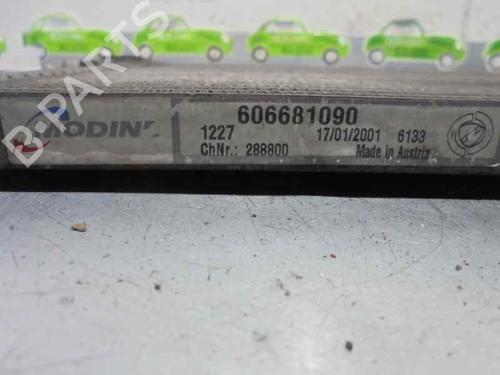 MODINE
606681090
1227 17/01/2001 6133
ChNr.: 288800 Made in Austria
B-PARTS